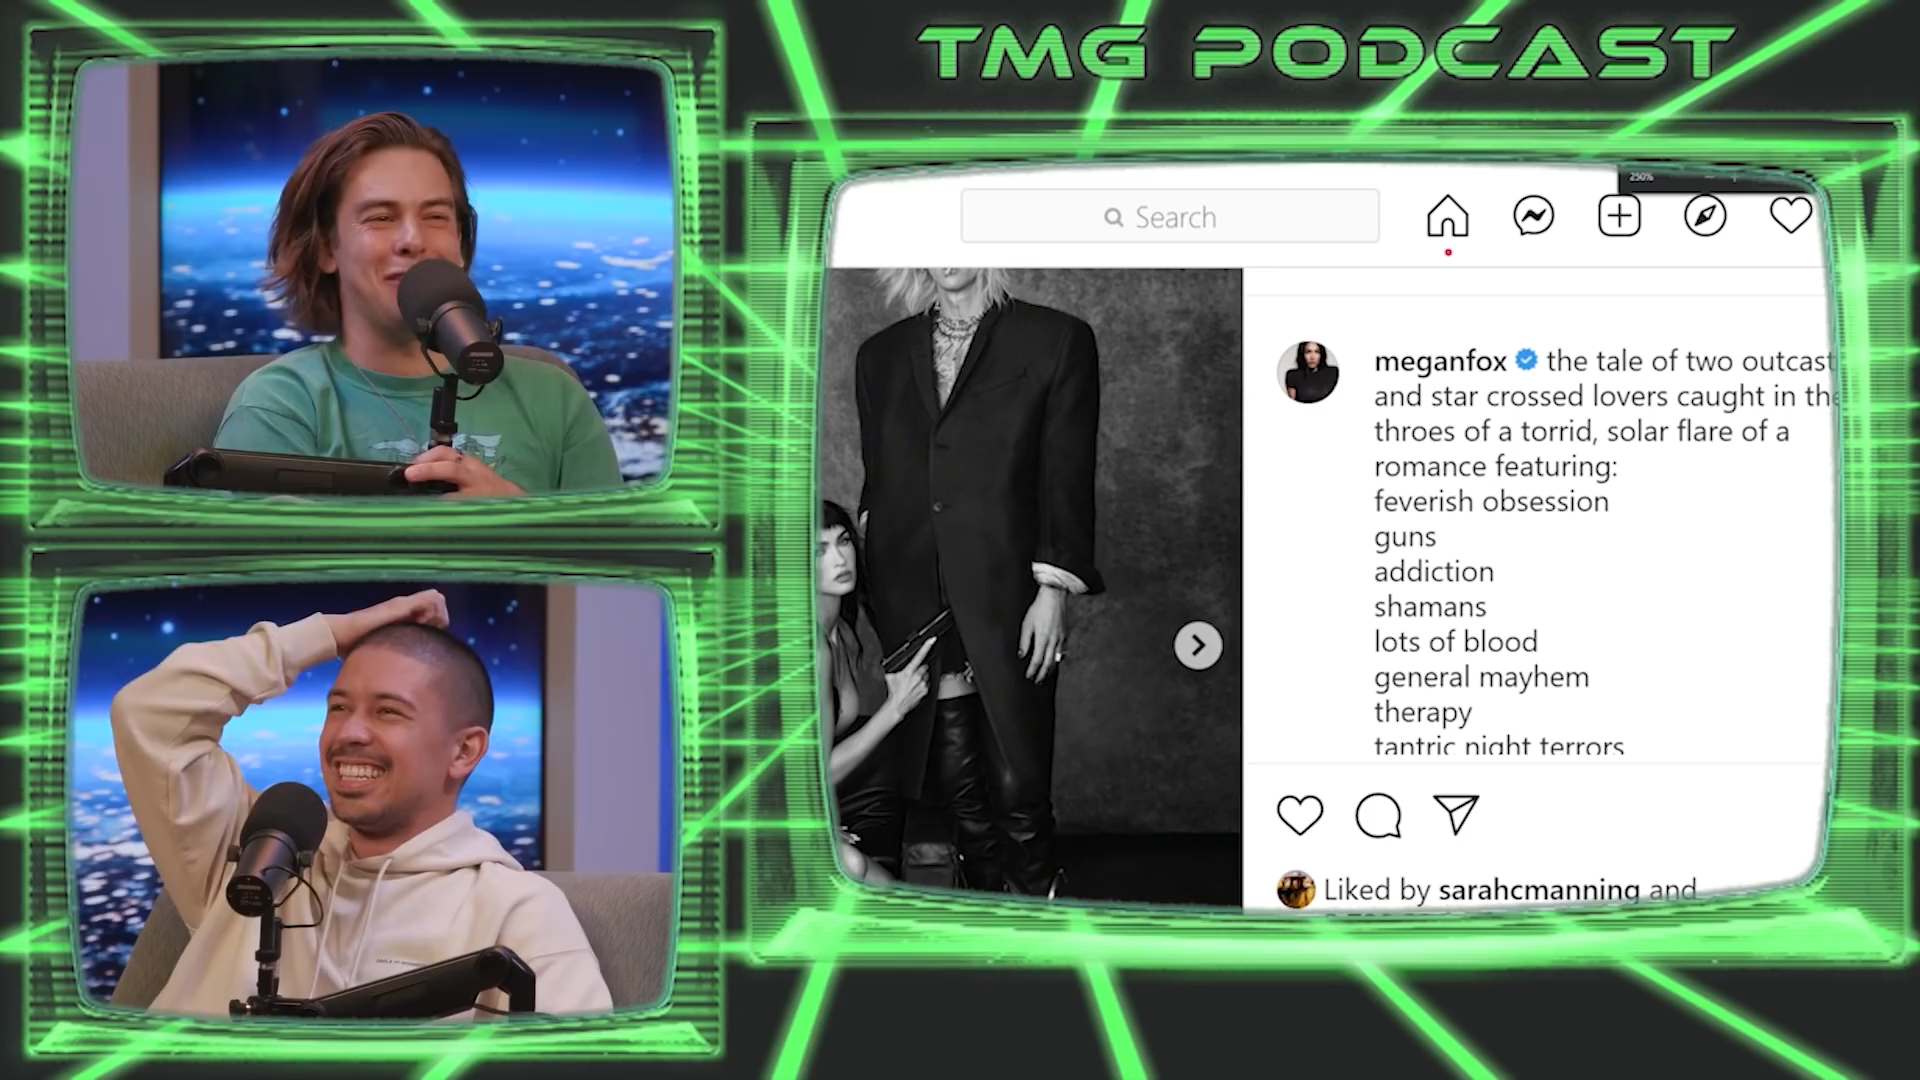 TMG PODCAST
250%
Search
meganfox the tale of two outcast
and star crossed lovers caught in the
throes of a torrid, solar flare of a
romance featuring:
feverish obsession
guns
addiction
shamans
lots of blood
general mayhem
therapy
tantric night terrors
Liked by sarahcmanning and